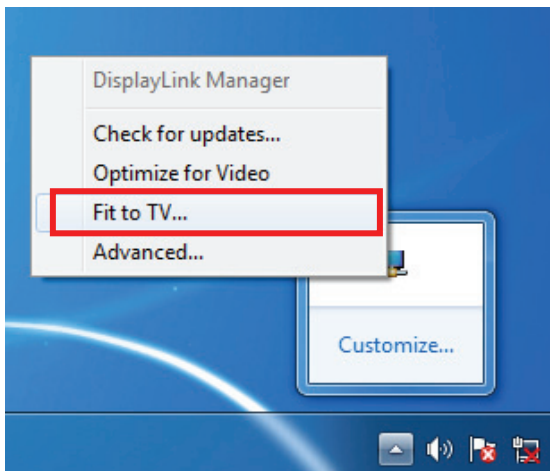 DisplayLink Manager
Check for updates...
Optimize for Video
Fit to TV...
Advanced...
Customize...